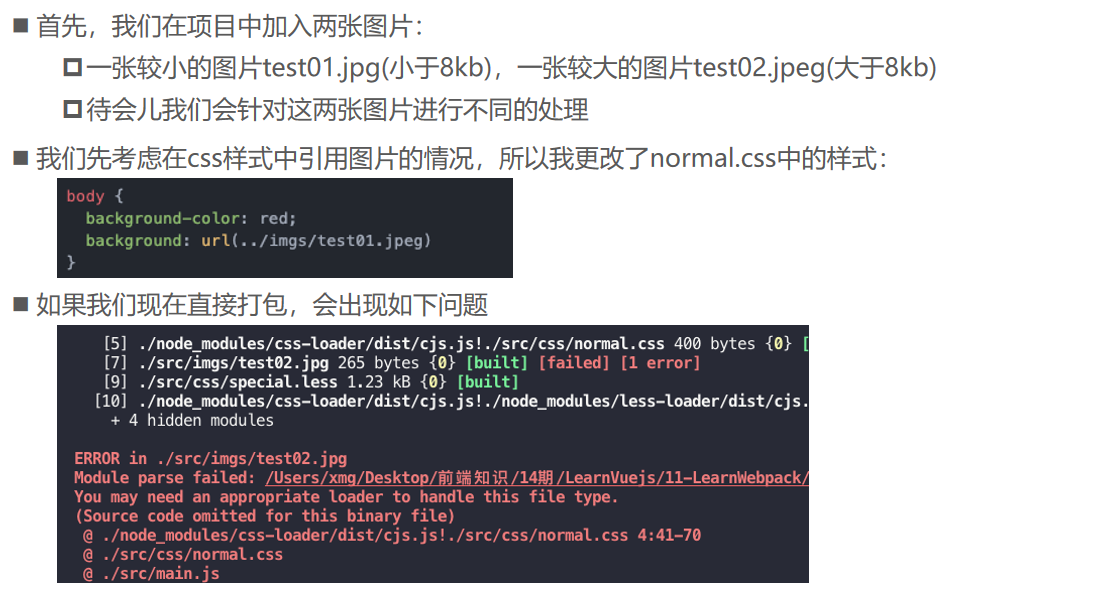 ■ 首先，我们在项目中加入两张图片：
一张较小的图片test01.jpg(小于8kb)，一张较大的图片test02.jpeg(大于8kb)
待会儿我们会针对这两张图片进行不同的处理
■ 我们先考虑在css样式中引用图片的情况，所以我更改了normal.css中的样式：
body {
  background-color: red;
  background: url(../imgs/test01.jpeg)
}
■ 如果我们现在直接打包，会出现如下问题
[5] ./node_modules/css-loader/dist/cjs.js!./src/css/normal.css 400 bytes {0} [
[7] ./src/imgs/test02.jpg 265 bytes {0} [built] [failed] [1 error]
[9] ./src/css/special.less 1.23 kB {0} [built]
[10] ./node_modules/css-loader/dist/cjs.js!./node_modules/less-loader/dist/cjs.
+ 4 hidden modules
ERROR in ./src/imgs/test02.jpg
Module parse failed: /Users/xmg/Desktop/前端知识/14期/LearnVuejs/11-LearnWebpack/
You may need an appropriate loader to handle this file type.
(Source code omitted for this binary file)
@ ./node_modules/css-loader/dist/cjs.js!./src/css/normal.css 4:41-70
@ ./src/css/normal.css
@ ./src/main.js